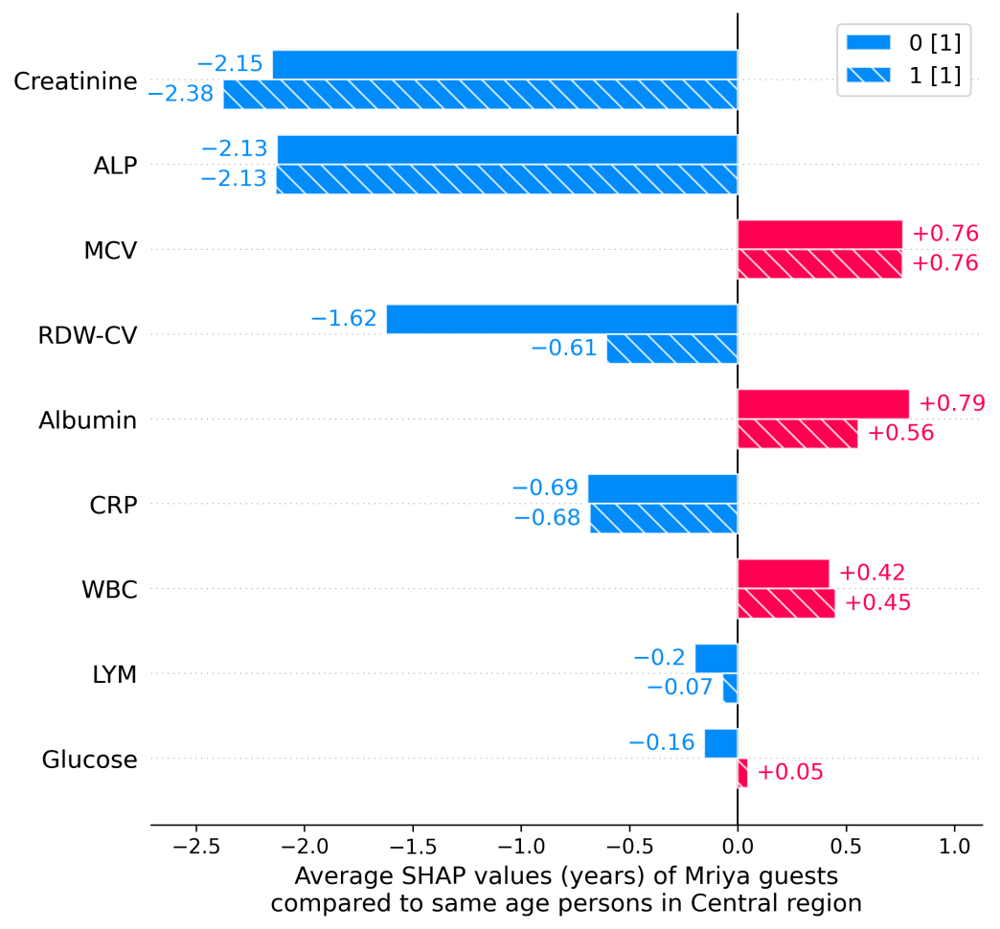 0 [1]
1 [1]
Creatinine
−2.15
−2.38
ALP
−2.13
−2.13
MCV
+0.76
+0.76
RDW-CV
−1.62
−0.61
Albumin
+0.79
+0.56
CRP
−0.69
−0.68
WBC
+0.42
+0.45
LYM
−0.2
−0.07
Glucose
−0.16
+0.05
−2.5 −2.0 −1.5 −1.0 −0.5 0.0 0.5 1.0
Average SHAP values (years) of Mriya guests
compared to same age persons in Central region